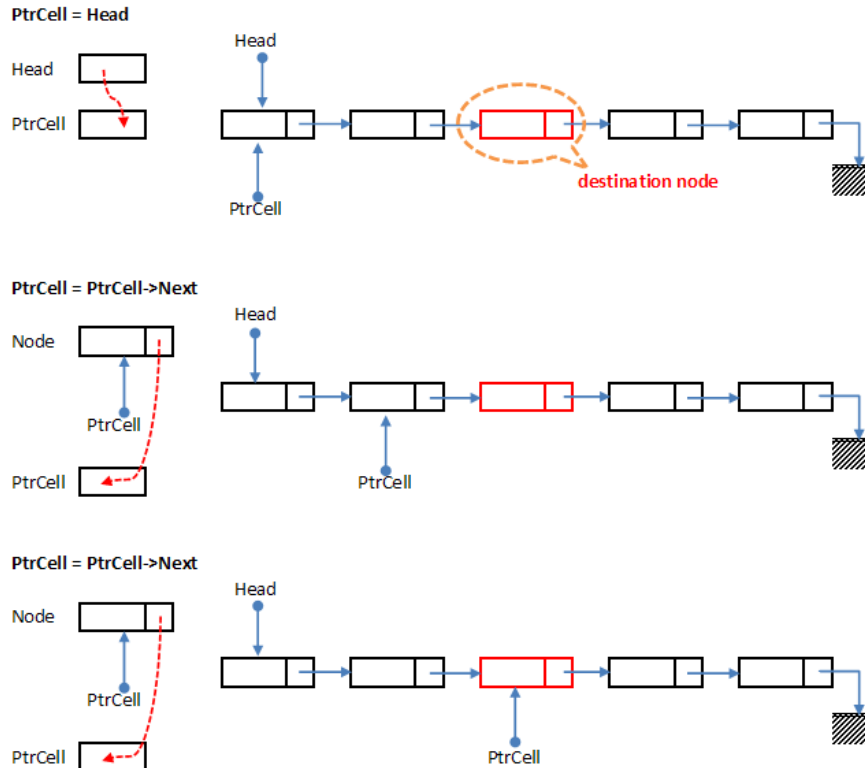 PtrCell = Head
Head
Head
PtrCell
destination node
PtrCell
PtrCell = PtrCell->Next
Head
Node
PtrCell
PtrCell
PtrCell
PtrCell = PtrCell->Next
Head
Node
PtrCell
PtrCell
PtrCell